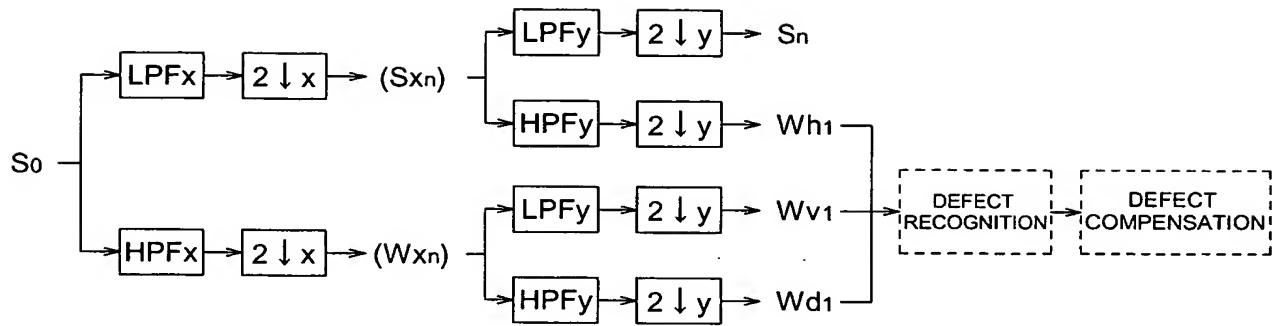 LPFy 2↓y Sn
LPFx 2↓x (Sxn)
HPFy 2↓y Wh1
S0
LPFy 2↓y Wv1
DEFECT
RECOGNITION
DEFECT
COMPENSATION
HPFx 2↓x (Wxn)
HPFy 2↓y Wd1